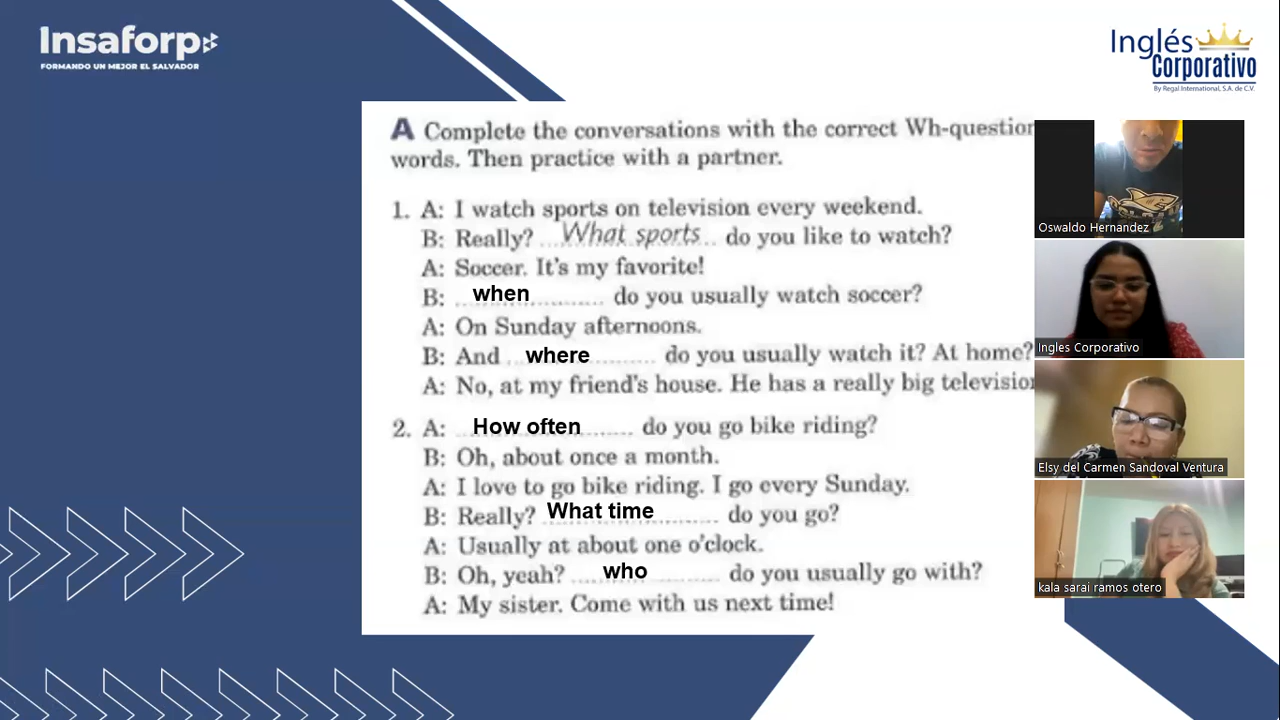 Insaforp
FORMANDO UN MEJOR EL SALVADOR
Inglés
Corporativo
By Regal International, S.A. de C.V.
A Complete the conversations with the correct Wh-question
words. Then practice with a partner.
1. A: I watch sports on television every weekend.
B: Really? What sports do you like to watch?
A: Soccer. It's my favorite!
B: when do you usually watch soccer?
A: On Sunday afternoons.
B: And where do you usually watch it? At home?
A: No, at my friend's house. He has a really big television
2. A: How often do you go bike riding?
B: Oh, about once a month.
A: I love to go bike riding. I go every Sunday.
B: Really? What time do you go?
A: Usually at about one o'clock.
B: Oh, yeah? who do you usually go with?
A: My sister. Come with us next time!
Oswaldo Hernandez
Ingles Corporativo
Elsy del Carmen Sandoval Ventura
kala sarai ramos otero